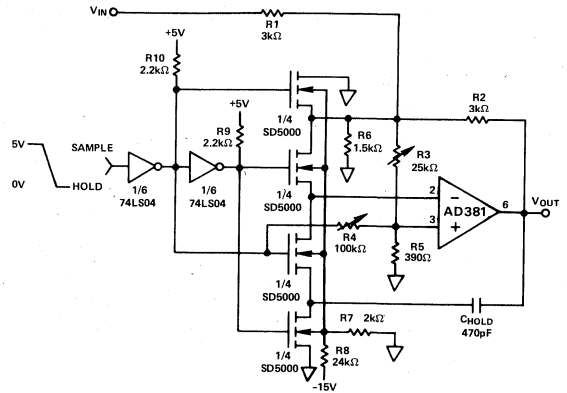 VIN
R1
3kΩ
+5V
R10
2.2kΩ
+5V
R9
2.2kΩ
1/4
SD5000
R6
1.5kΩ
R2
3kΩ
R3
25kΩ
5V
0V
SAMPLE
HOLD
1/6
74LS04
1/6
74LS04
1/4
SD5000
2
−
AD381
6
VOUT
3
+
R4
100kΩ
R5
390Ω
1/4
SD5000
R7 2kΩ
CHOLD
470pF
1/4
SD5000
R8
24kΩ
−15V